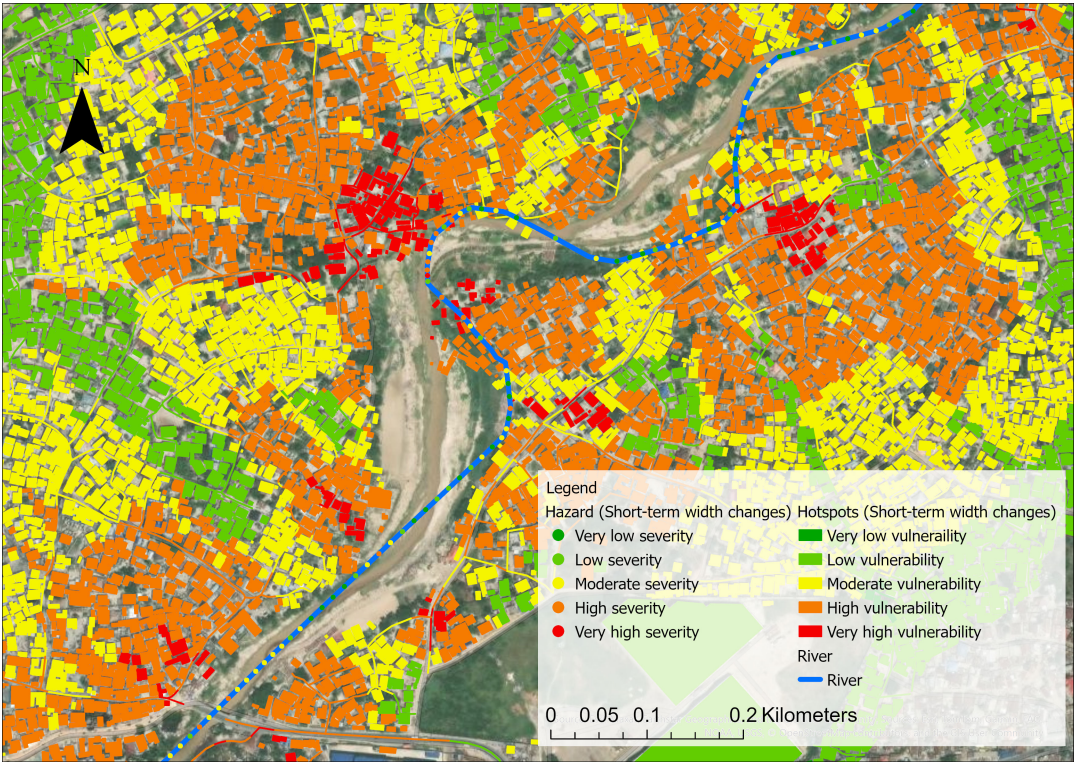 N
Legend
Hazard (Short-term width changes) Hotspots (Short-term width changes)
Very low severity Very low vulneraility
Low severity Low vulnerability
Moderate severity Moderate vulnerability
High severity High vulnerability
Very high severity Very high vulnerability
River
River
0 0.05 0.1 0.2 Kilometers